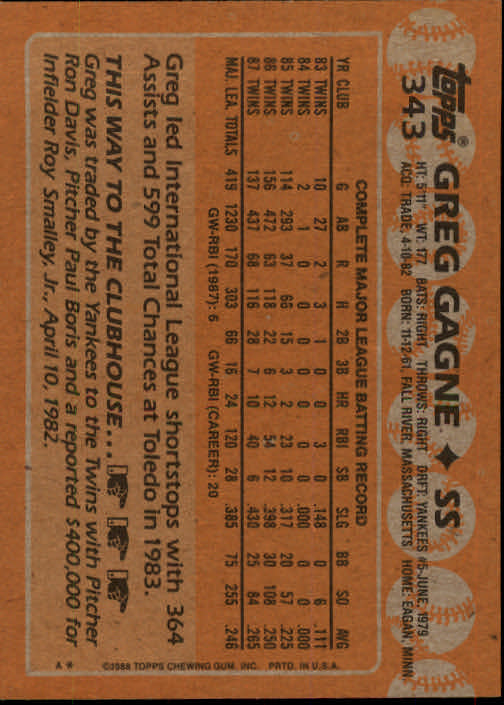 topps®
343
GREG GAGNE ♦ SS
HT: 5'11" WT: 177 BATS: RIGHT THROWS: RIGHT DRFT: YANKEES #5-JUNE, 1979
ACQ: TRADE, 4-10-82 BORN: 11-12-61, FALL RIVER, MASSACHUSETTS HOME: EAGAN, MINN.
COMPLETE MAJOR LEAGUE BATTING RECORD
YR CLUB G AB R H 2B 3B HR RBI SB SLG BB SO AVG
83 TWINS 10 27 2 3 1 0 0 3 0 .148 0 6 .111
84 TWINS 2 1 0 0 0 0 0 0 0 .000 0 0 .000
85 TWINS 114 293 37 66 15 3 2 23 10 .317 20 57 .225
86 TWINS 156 472 63 118 22 6 12 54 12 .398 30 108 .250
87 TWINS 137 437 68 116 28 7 10 40 6 .430 25 84 .265
MAJ. LEA. TOTALS 419 1230 170 303 66 16 24 120 28 .385 75 255 .246
GW-RBI (1987): 6 GW-RBI (CAREER): 20
Greg led International League shortstops with 364
Assists and 599 Total Chances at Toledo in 1983.
THIS WAY TO THE CLUBHOUSE...
Greg was traded by the Yankees to the Twins with Pitcher
Ron Davis, Pitcher Paul Boris and a reported $400,000 for
Infielder Roy Smalley, Jr., April 10, 1982.
A* ©1988 TOPPS CHEWING GUM, INC. PRTD. IN U.S.A.